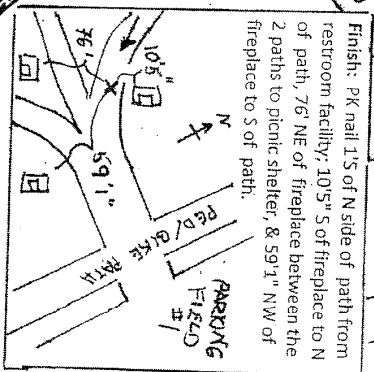 Finish: PK nail 1'S of N side of path from
restroom facility; 10'5" S of fireplace to N
of path, 76' NE of fireplace between the
2 paths to picnic shelter, & 59'1" NW of
fireplace to S of path.
76'
10'5"
N
59'1"
PED/BIKE
PATH
PARKING
FIELD
#1